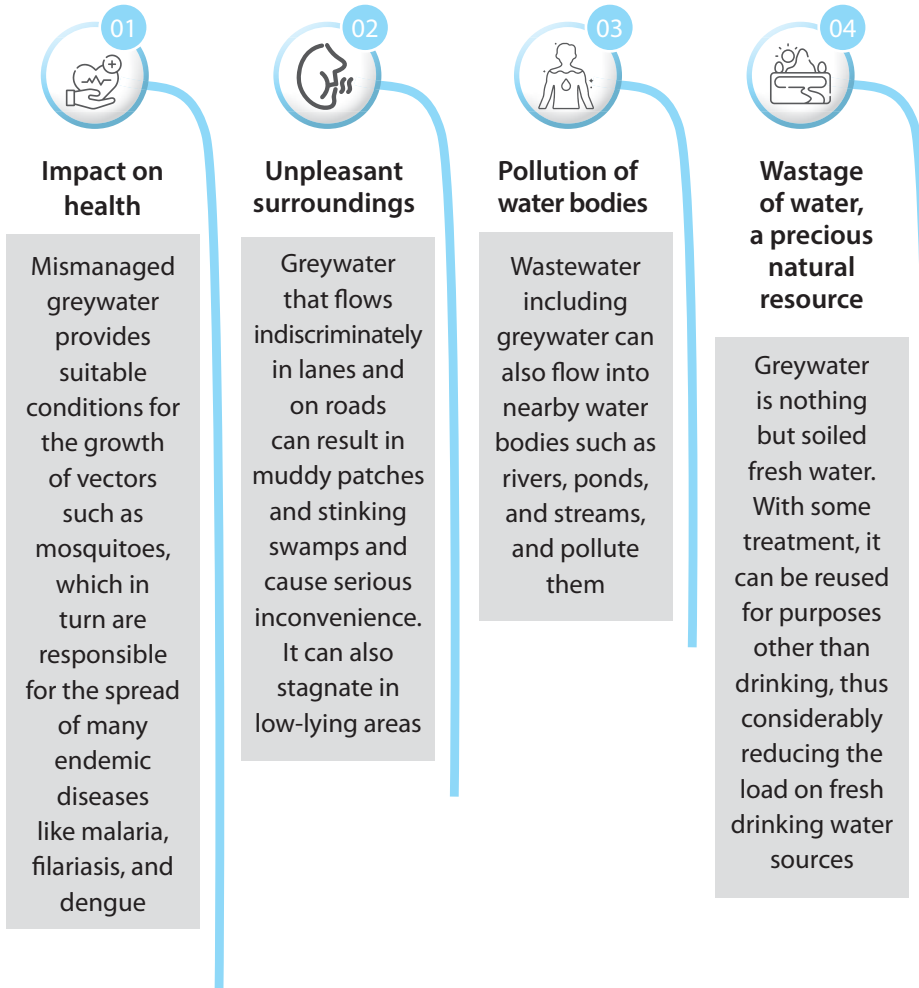 01
Impact on
health
Mismanaged
greywater
provides
suitable
conditions for
the growth
of vectors
such as
mosquitoes,
which in
turn are
responsible
for the spread
of many
endemic
diseases
like malaria,
filariasis, and
dengue
02
Unpleasant
surroundings
Greywater
that flows
indiscriminately
in lanes and
on roads
can result in
muddy patches
and stinking
swamps and
cause serious
inconvenience.
It can also
stagnate in
low-lying areas
03
Pollution of
water bodies
Wastewater
including
greywater can
also flow into
nearby water
bodies such as
rivers, ponds,
and streams,
and pollute
them
04
Wastage
of water,
a precious
natural
resource
Greywater
is nothing
but soiled
fresh water.
With some
treatment, it
can be reused
for purposes
other than
drinking, thus
considerably
reducing the
load on fresh
drinking water
sources